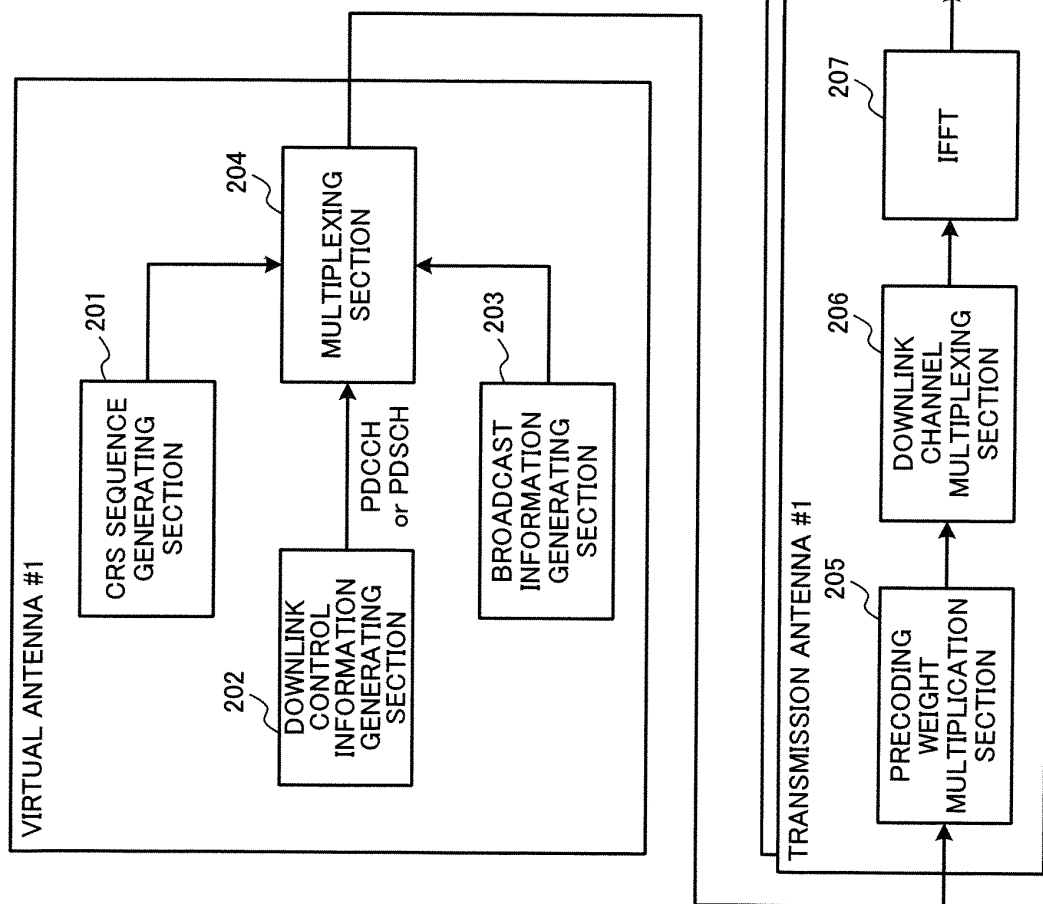 VIRTUAL ANTENNA #1
201
CRS SEQUENCE
GENERATING
SECTION
202
DOWNLINK
CONTROL
INFORMATION
GENERATING
SECTION
PDCCH
or PDSCH
203
BROADCAST
INFORMATION
GENERATING
SECTION
204
MULTIPLEXING
SECTION
TRANSMISSION ANTENNA #1
205
PRECODING
WEIGHT
MULTIPLICATION
SECTION
206
DOWNLINK
CHANNEL
MULTIPLEXING
SECTION
207
IFFT